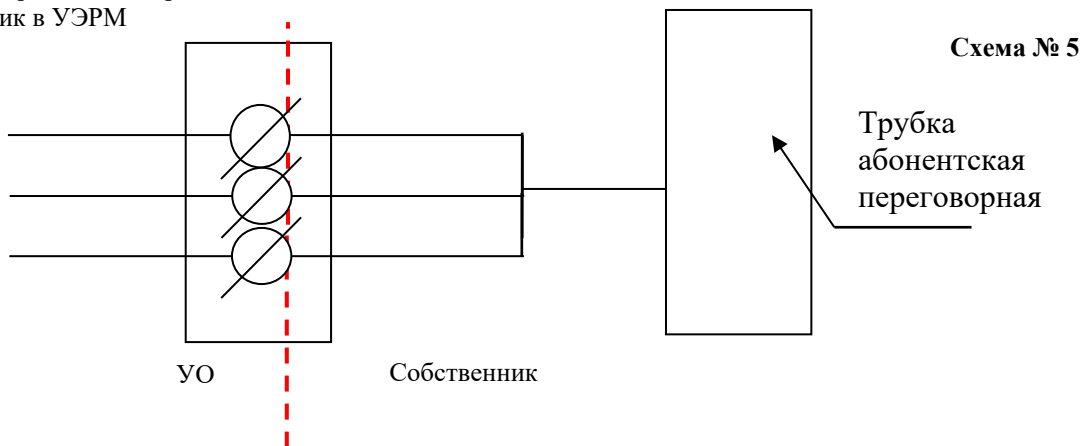 ик в УЭРМ
Схема № 5
Трубка
абонентская
переговорная
УО
Собственник